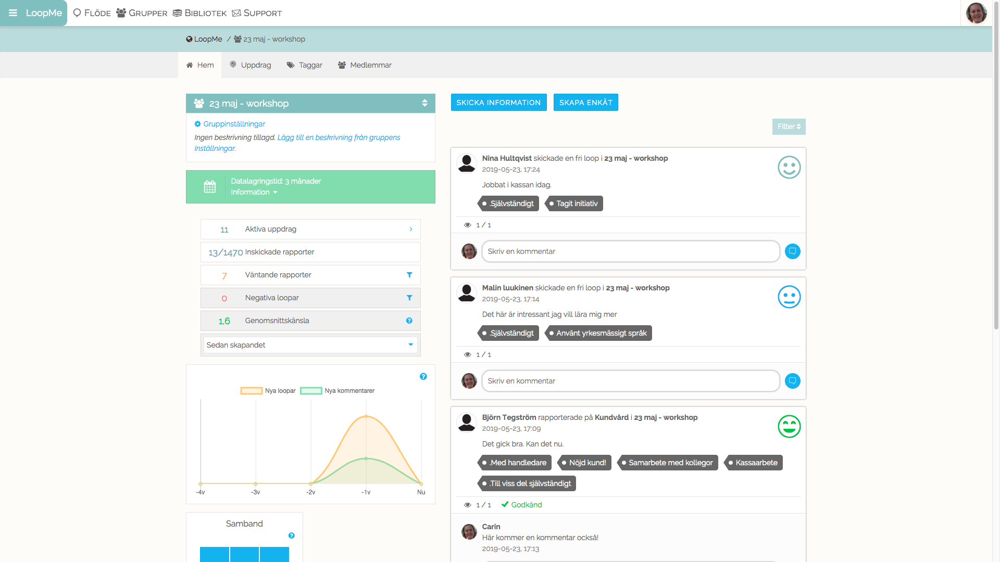 LoopMe
FLÖDE
GRUPPER
BIBLIOTEK
SUPPORT
LoopMe / 23 maj - workshop
Hem
Uppdrag
Taggar
Medlemmar
23 maj - workshop
Gruppinställningar
Ingen beskrivning tillagd. Lägg till en beskrivning från gruppens
inställningar.
Datalagringstid: 3 månader
Information
11 Aktiva uppdrag
13/1470 Inskickade rapporter
7 Väntande rapporter
0 Negativa loopar
1,6 Genomsnittskänsla
Sedan skapandet
Nya loopar
Nya kommentarer
-4v -3v -2v -1v Nu
Samband
SKICKA INFORMATION
SKAPA ENKÄT
Filter
Nina Hultqvist skickade en fri loop i 23 maj - workshop
2019-05-23, 17:24
Jobbat i kassan idag.
.Självständigt
Tagit initiativ
1 / 1
Skriv en kommentar
Malin luukinen skickade en fri loop i 23 maj - workshop
2019-05-23, 17:14
Det här är intressant jag vill lära mig mer
.Självständigt
Använt yrkesmässigt språk
1 / 1
Skriv en kommentar
Björn Tegström rapporterade på Kundvård i 23 maj - workshop
2019-05-23, 17:09
Det gick bra. Kan det nu.
.Med handledare
Nöjd kund!
Samarbete med kollegor
Kassaarbete
.Till viss del självständigt
1 / 1 Godkänd
Carin
Här kommer en kommentar också!
2019-05-23, 17:13